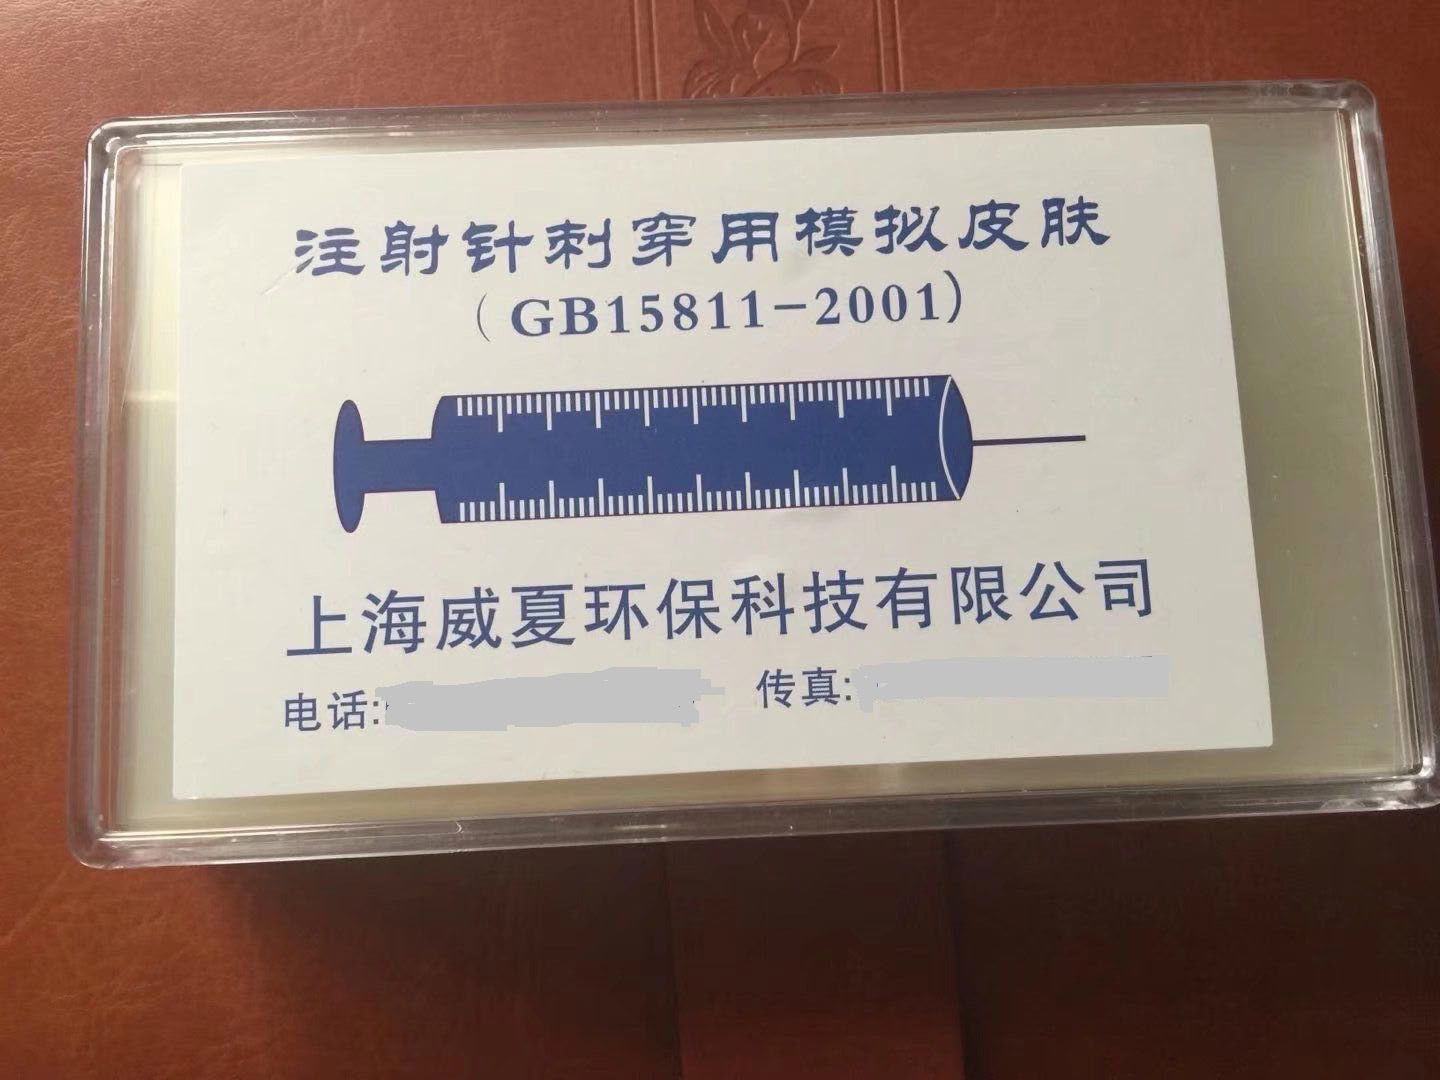 注射针刺穿用模拟皮肤
（GB15811-2001）
上海威夏环保科技有限公司
电话: 传真: